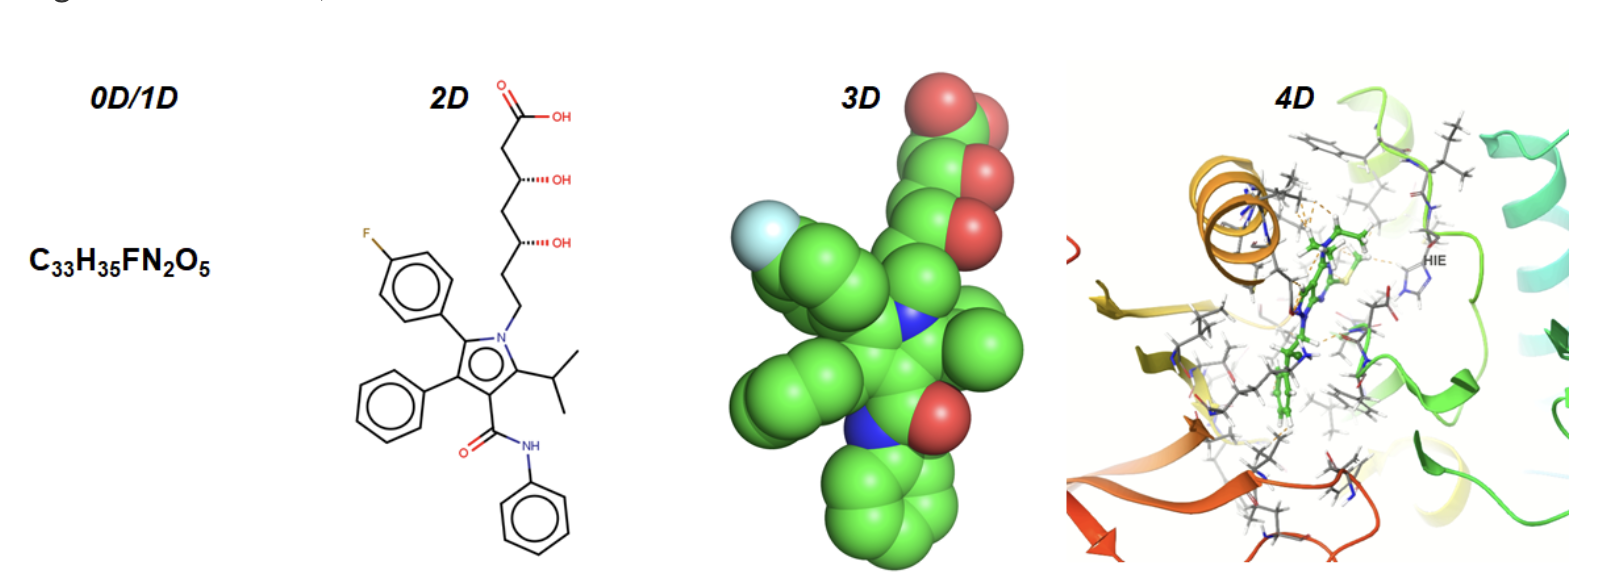 0D/1D
2D
3D
4D
C₃₃H₃₅FN₂O₅
O
OH
OH
OH
F
N
O
NH
HIE